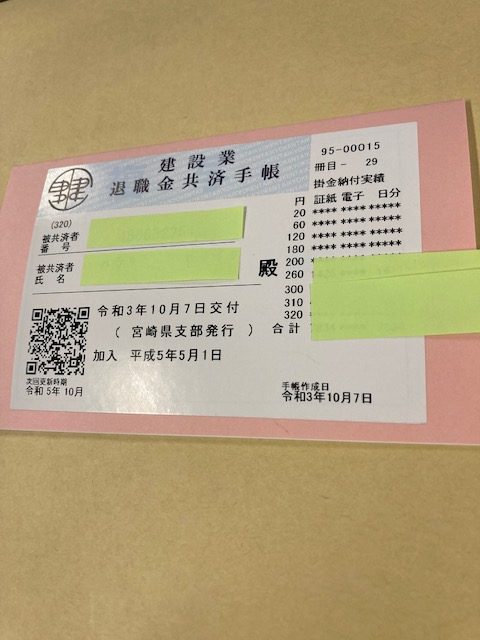 建設業
退職金共済手帳
(320)
被共済者
番号
被共済者
氏名
殿
令和3年10月7日交付
( 宮崎県支部発行 )
加入 平成5年5月1日
次回更新時期
令和 5年 10月
95-00015
冊目- 29
掛金納付実績
円 証紙 電子 日分
20 **** **** *****
60 **** **** *****
120 **** **** *****
180 **** **** *****
200 **** **** *****
260
300
310
320
合計
手帳作成日
令和3年10月7日